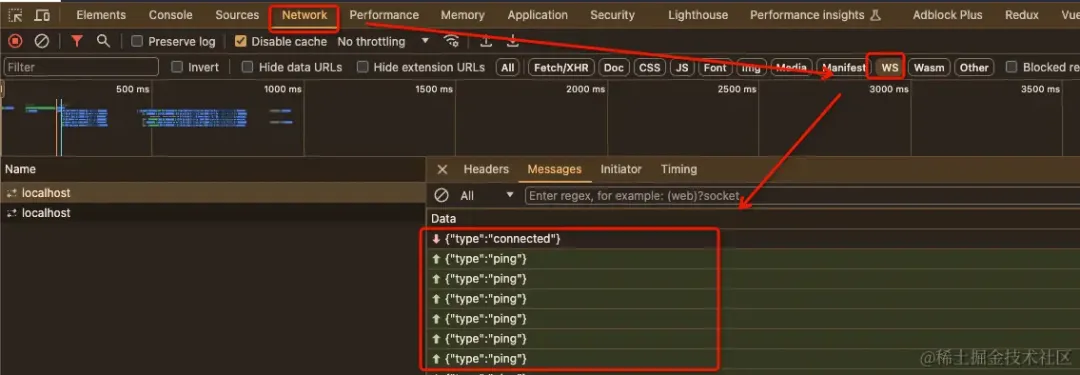 Elements Console Sources Network Performance Memory Application Security Lighthouse Performance insights Adblock Plus Redux Vue
Preserve log Disable cache No throttling
Filter Invert Hide data URLs Hide extension URLs All Fetch/XHR Doc CSS JS Font Img Media Manifest WS Wasm Other Blocked re
500 ms 1000 ms 1500 ms 2000 ms 2500 ms 3000 ms 3500 ms
Name
localhost
localhost
Headers Messages Initiator Timing
All Enter regex, for example: (web)?socket
Data
{"type":"connected"}
{"type":"ping"}
{"type":"ping"}
{"type":"ping"}
{"type":"ping"}
{"type":"ping"}
{"type":"ping"}
@稀土掘金技术社区